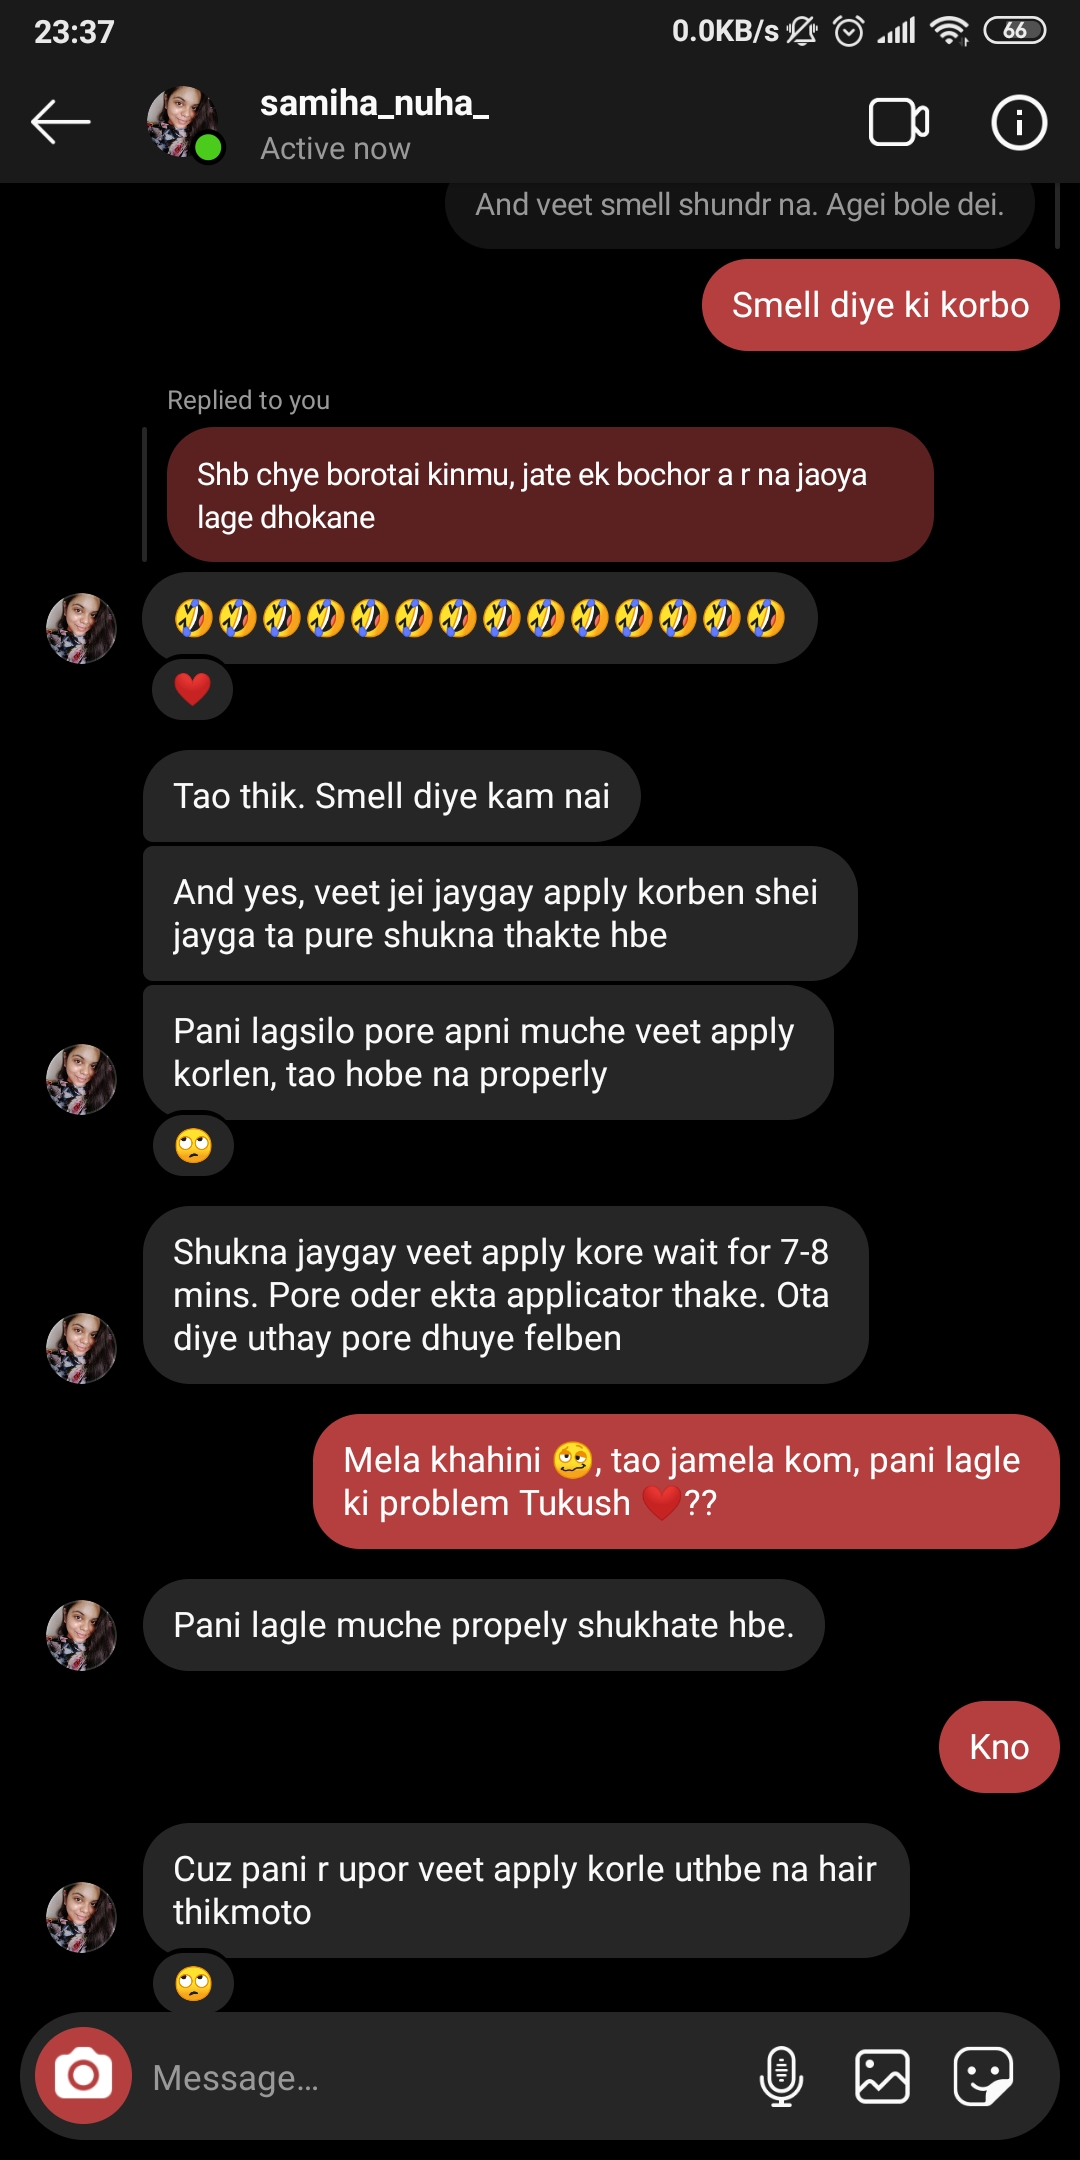 23:37
0.0KB/s
66
samiha_nuha_
Active now
And veet smell shundr na. Agei bole dei.
Smell diye ki korbo
Replied to you
Shb chye borotai kinmu, jate ek bochor a r na jaoya
lage dhokane
🤣🤣🤣🤣🤣🤣🤣🤣🤣🤣🤣🤣🤣🤣
❤️
Tao thik. Smell diye kam nai
And yes, veet jei jaygay apply korben shei
jayga ta pure shukna thakte hbe
Pani lagsilo pore apni muche veet apply
korlen, tao hobe na properly
🙄
Shukna jaygay veet apply kore wait for 7-8
mins. Pore oder ekta applicator thake. Ota
diye uthay pore dhuye felben
Mela khahini 🥴, tao jamela kom, pani lagle
ki problem Tukush ❤️??
Pani lagle muche propely shukhate hbe.
Kno
Cuz pani r upor veet apply korle uthbe na hair
thikmoto
🙄
Message...